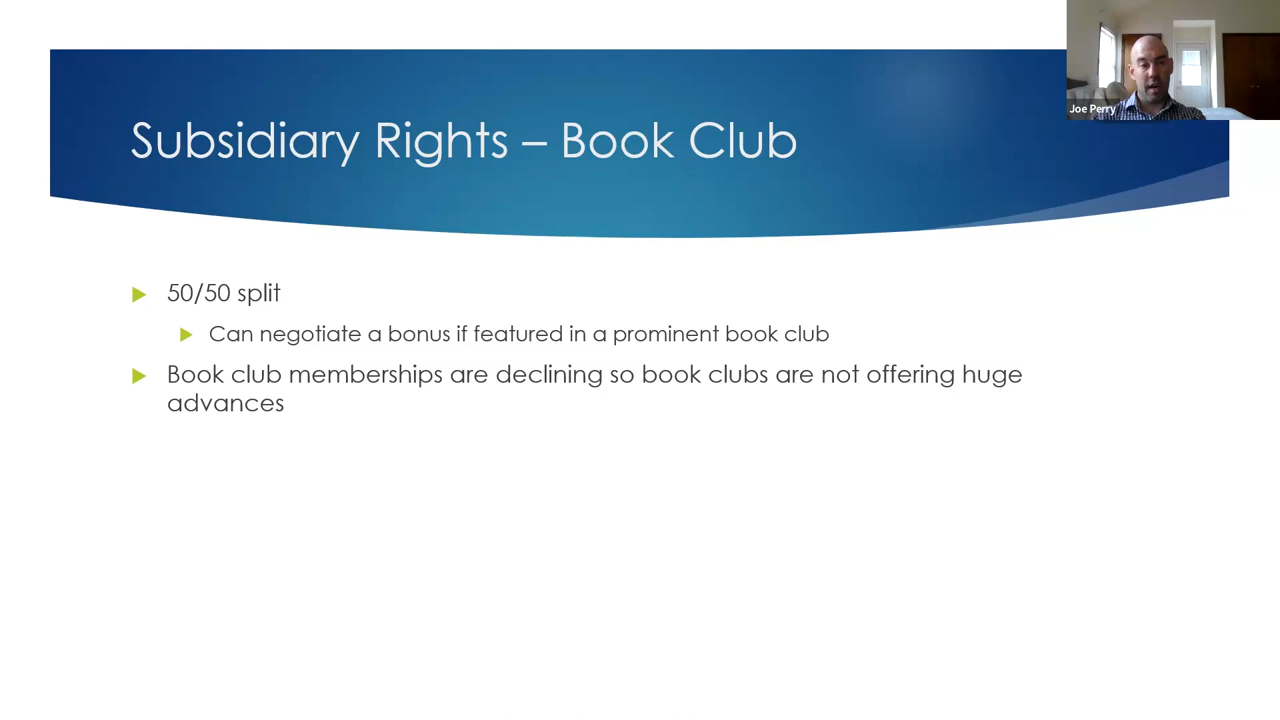 Joe Perry
Subsidiary Rights – Book Club
50/50 split
Can negotiate a bonus if featured in a prominent book club
Book club memberships are declining so book clubs are not offering huge
advances